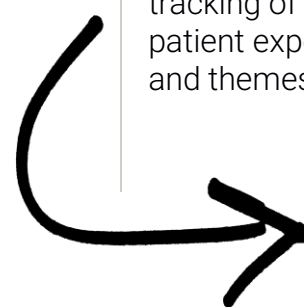 tracking of
patient exp
and themes